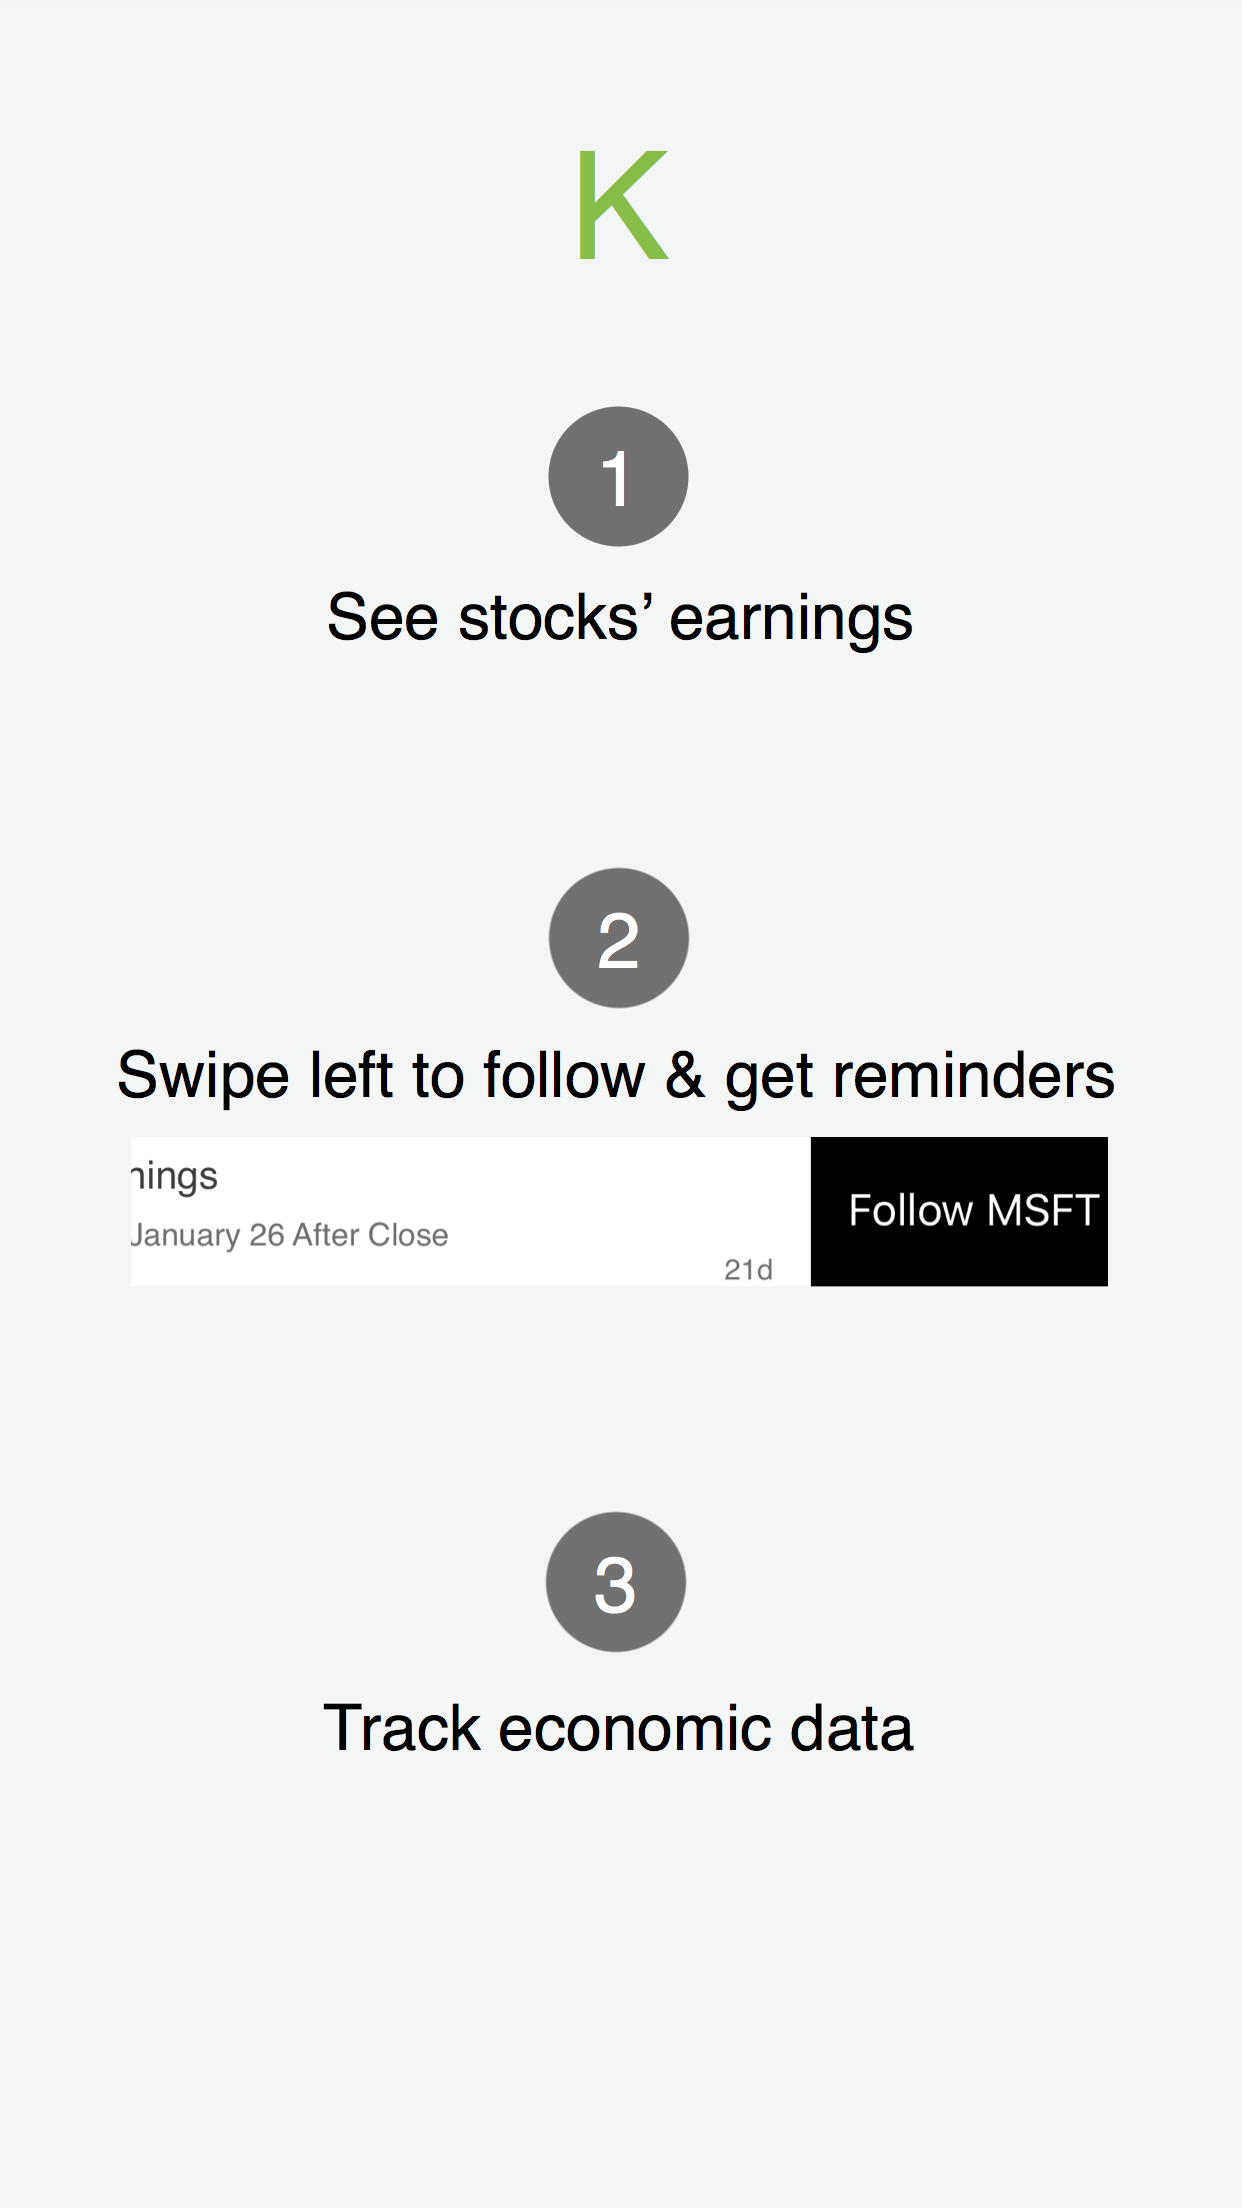 K
1
See stocks’ earnings
2
Swipe left to follow & get reminders
nings
January 26 After Close
21d
Follow MSFT
3
Track economic data